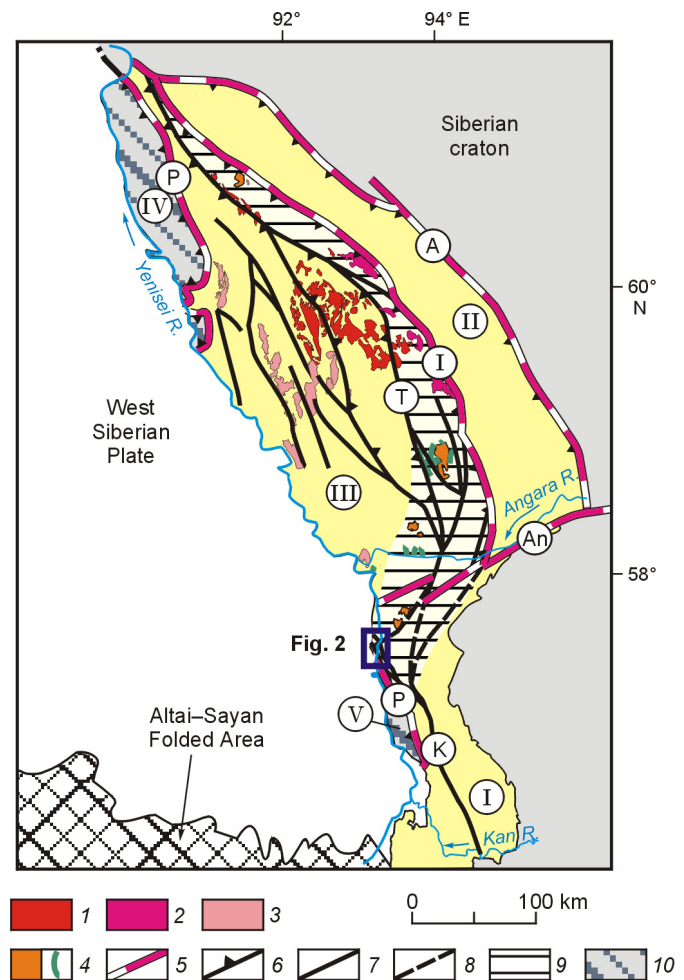 92° 94° E
Siberian
craton
P
IV
A
Yenisei R.
60°
N
II
I
T
West
Siberian
Plate
III
Angara R.
An
58°
Fig. 2
P
V
Altai–Sayan
Folded Area
K
I
Kan R.
1 2 3 0 100 km
4 5 6 7 8 9 10